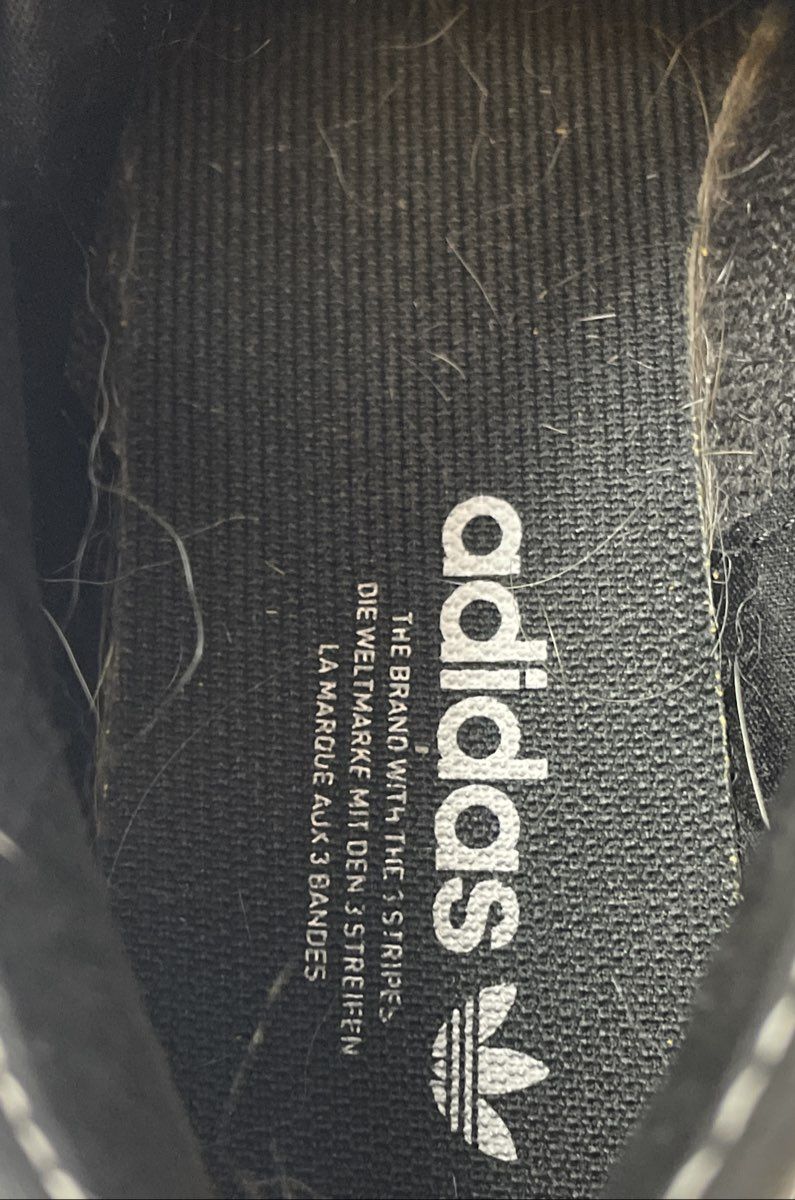 adidas
THE BRAND WITH THE 3 STRIPES
DIE WELTMARKE MIT DEN 3 STREIFEN
LA MARQUE AUX 3 BANDES